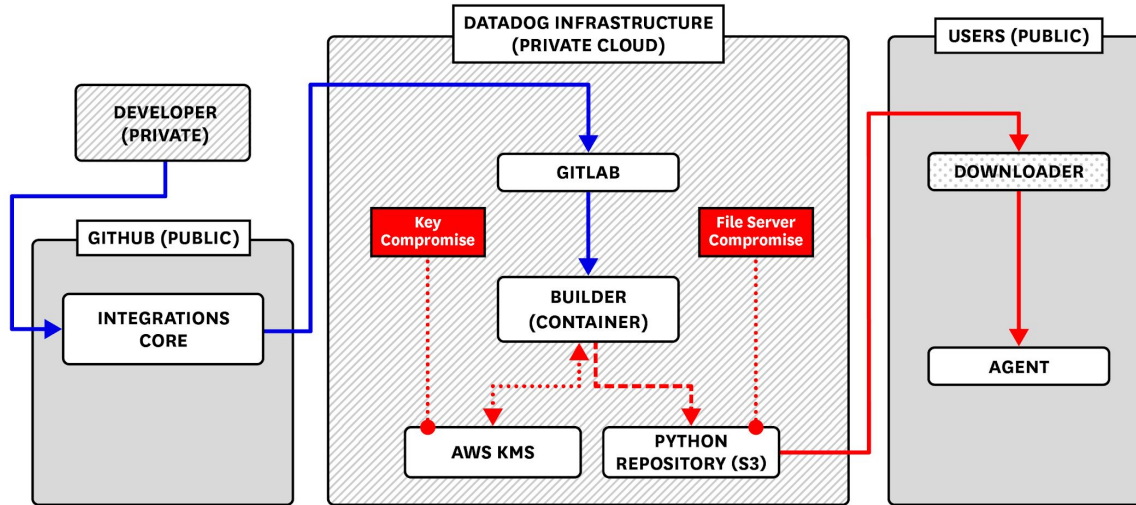 DATADOG INFRASTRUCTURE
(PRIVATE CLOUD)
USERS (PUBLIC)
DEVELOPER
(PRIVATE)
GITLAB
DOWNLOADER
Key
Compromise
File Server
Compromise
GITHUB (PUBLIC)
INTEGRATIONS
CORE
BUILDER
(CONTAINER)
AGENT
AWS KMS
PYTHON
REPOSITORY (S3)